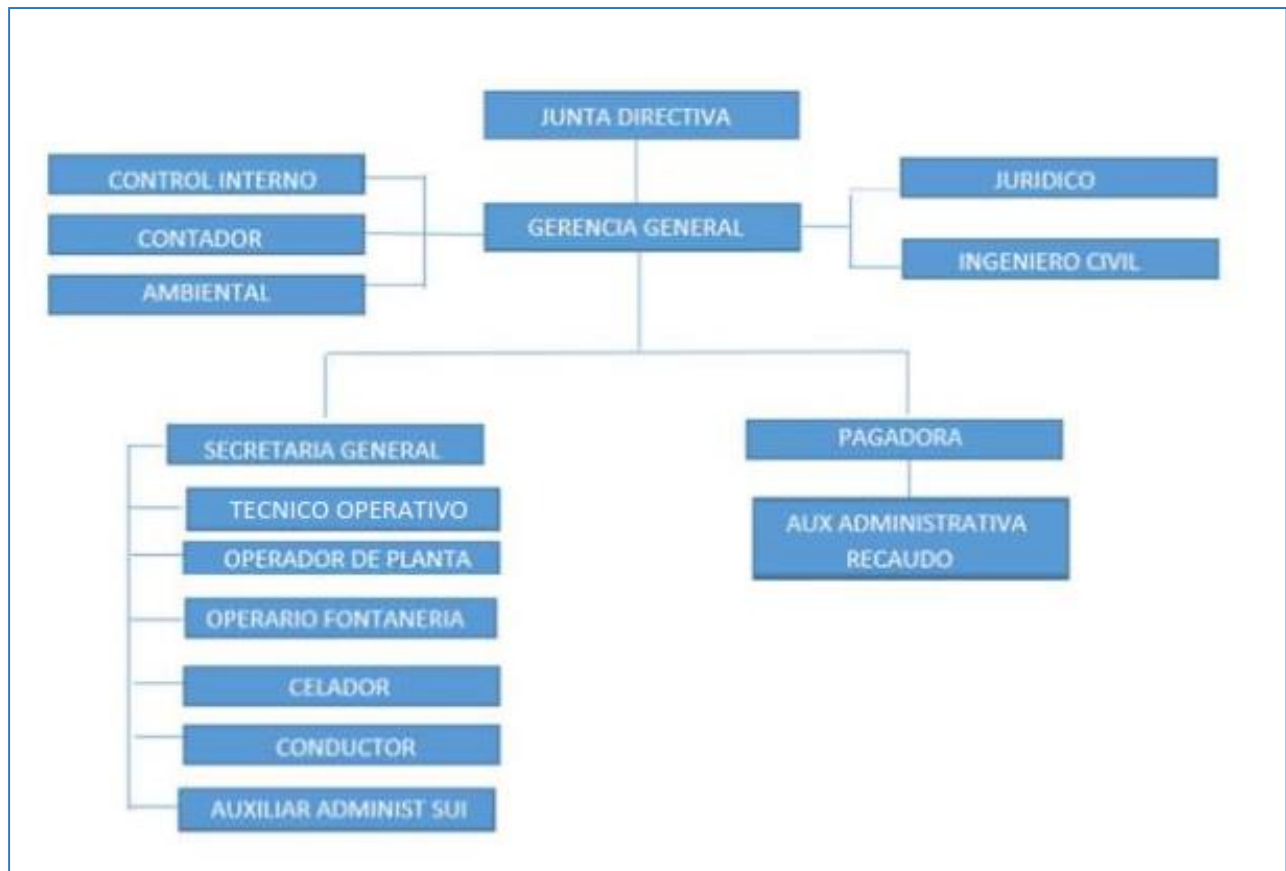 JUNTA DIRECTIVA
CONTROL INTERNO
JURIDICO
CONTADOR
GERENCIA GENERAL
INGENIERO CIVIL
AMBIENTAL
SECRETARIA GENERAL
PAGADORA
TECNICO OPERATIVO
AUX ADMINISTRATIVA
RECAUDO
OPERADOR DE PLANTA
OPERARIO FONTANERIA
CELADOR
CONDUCTOR
AUXILIAR ADMINIST SUI